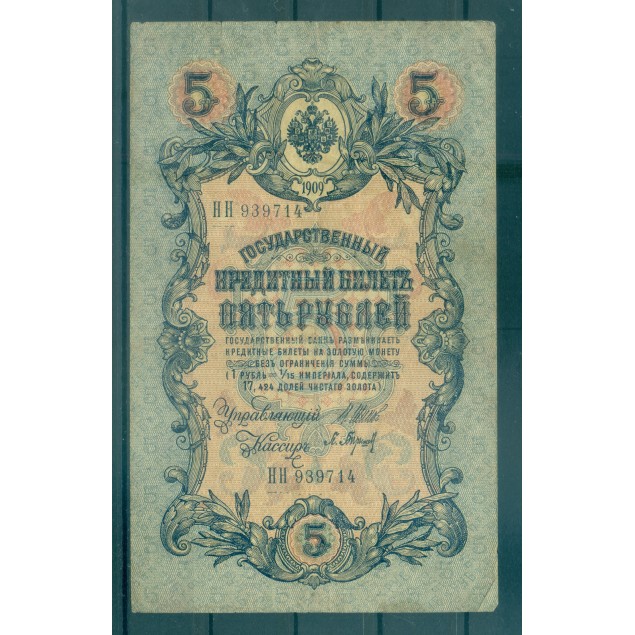 5 5
1909
НН 939714
ГОСУДАРСТВЕННЫЙ
КРЕДИТНЫЙ БИЛЕТЪ
ПЯТЬ РУБЛЕЙ
ГОСУДАРСТВЕННЫЙ БАНКЪ РАЗМѢНИВАЕТЪ
КРЕДИТНЫЕ БИЛЕТЫ НА ЗОЛОТУЮ МОНЕТУ
БЕЗЪ ОГРАНИЧЕНІЯ СУММЫ
(1 РУБЛЬ = 1/15 ИМПЕРІАЛА, СОДЕРЖИТЪ
17,424 ДОЛЕЙ ЧИСТАГО ЗОЛОТА).
Управляющій
Кассиръ
НН 939714
5